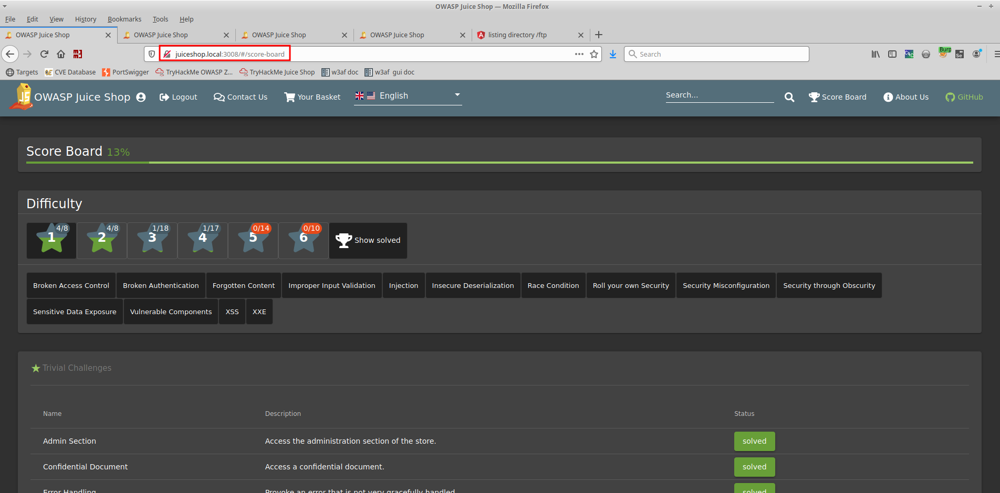 OWASP Juice Shop — Mozilla Firefox
File Edit View History Bookmarks Tools Help
OWASP Juice Shop OWASP Juice Shop OWASP Juice Shop OWASP Juice Shop listing directory /ftp
juiceshop.local:3008/#/score-board Search Burp
Targets CVE Database PortSwigger TryHackMe OWASP Z... TryHackMe Juice Shop w3af doc w3af gui doc
OWASP Juice Shop Logout Contact Us Your Basket English Search... Score Board About Us GitHub
Score Board 13%
Difficulty
4/8 4/8 1/18 1/17 0/14 0/10
1 2 3 4 5 6 Show solved
Broken Access Control Broken Authentication Forgotten Content Improper Input Validation Injection Insecure Deserialization Race Condition Roll your own Security Security Misconfiguration Security through Obscurity
Sensitive Data Exposure Vulnerable Components XSS XXE
Trivial Challenges
Name Description Status
Admin Section Access the administration section of the store. solved
Confidential Document Access a confidential document. solved
Error Handling Provoke an error that is not very gracefully handled. solved